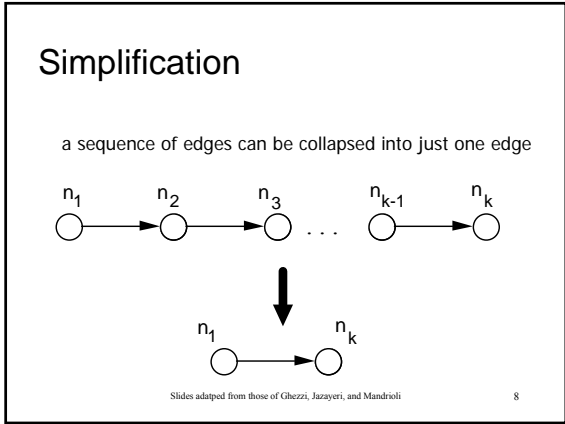 Simplification
a sequence of edges can be collapsed into just one edge
n1 n2 n3 nk-1 nk
. . .
n1 nk
Slides adatped from those of Ghezzi, Jazayeri, and Mandrioli 8